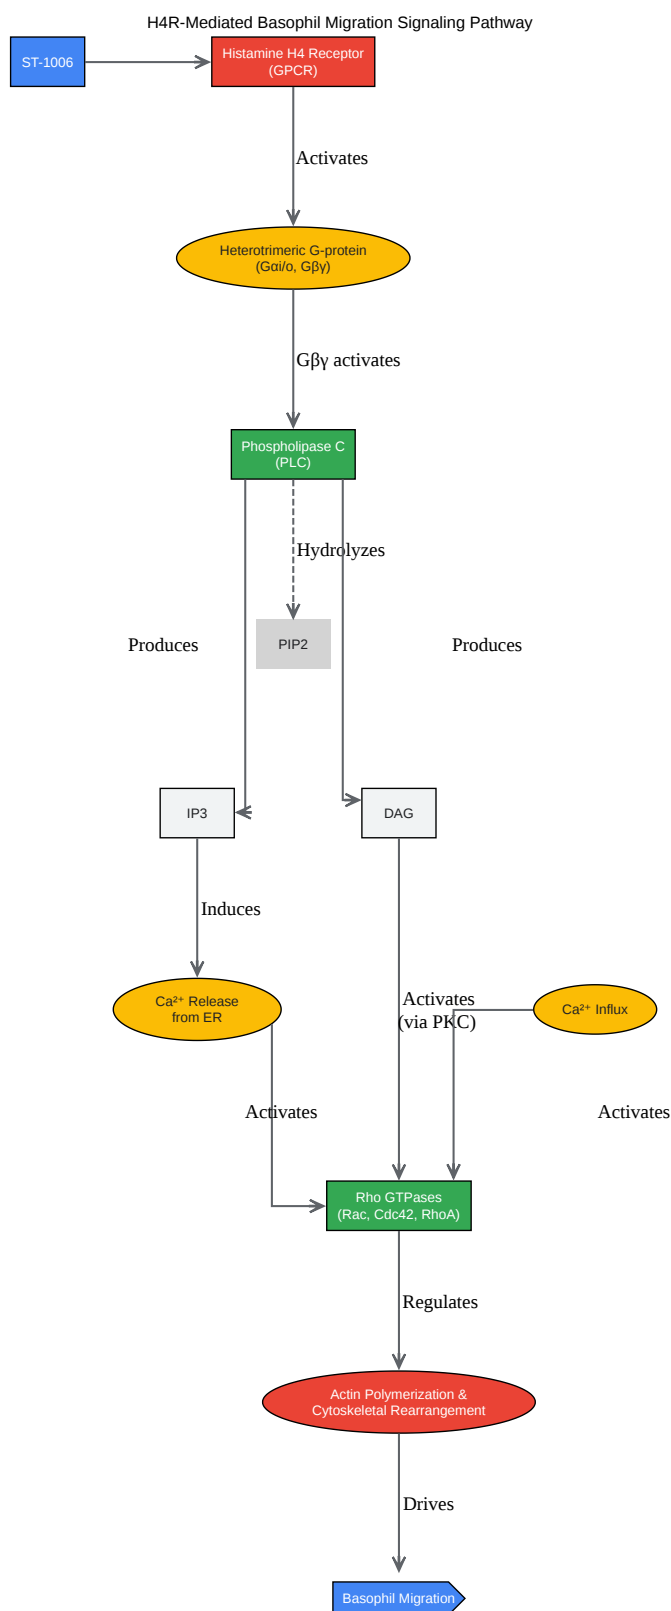 H4R-Mediated Basophil Migration Signaling Pathway
ST-1006
Histamine H4 Receptor
(GPCR)
Activates
Heterotrimeric G-protein
(Gαi/o, Gβγ)
Gβγ activates
Phospholipase C
(PLC)
Hydrolyzes
Produces
PIP2
Produces
IP3
DAG
Induces
Ca²⁺ Release
from ER
Activates
(via PKC)
Ca²⁺ Influx
Activates
Activates
Rho GTPases
(Rac, Cdc42, RhoA)
Regulates
Actin Polymerization &
Cytoskeletal Rearrangement
Drives
Basophil Migration